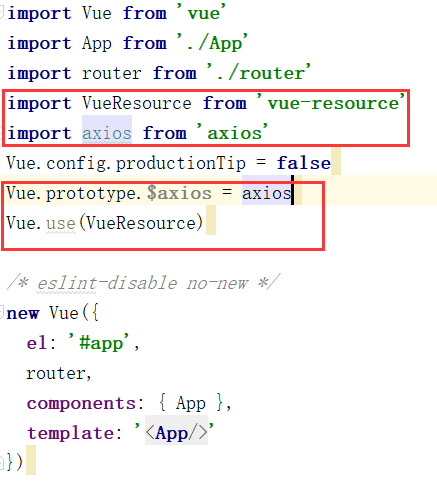 import Vue from 'vue'
import App from './App'
import router from './router'
import VueResource from 'vue-resource'
import axios from 'axios'
Vue.config.productionTip = false
Vue.prototype.$axios = axios
Vue.use(VueResource)
/* eslint-disable no-new */
new Vue({
  el: '#app',
  router,
  components: { App },
  template: '<App/>'
})